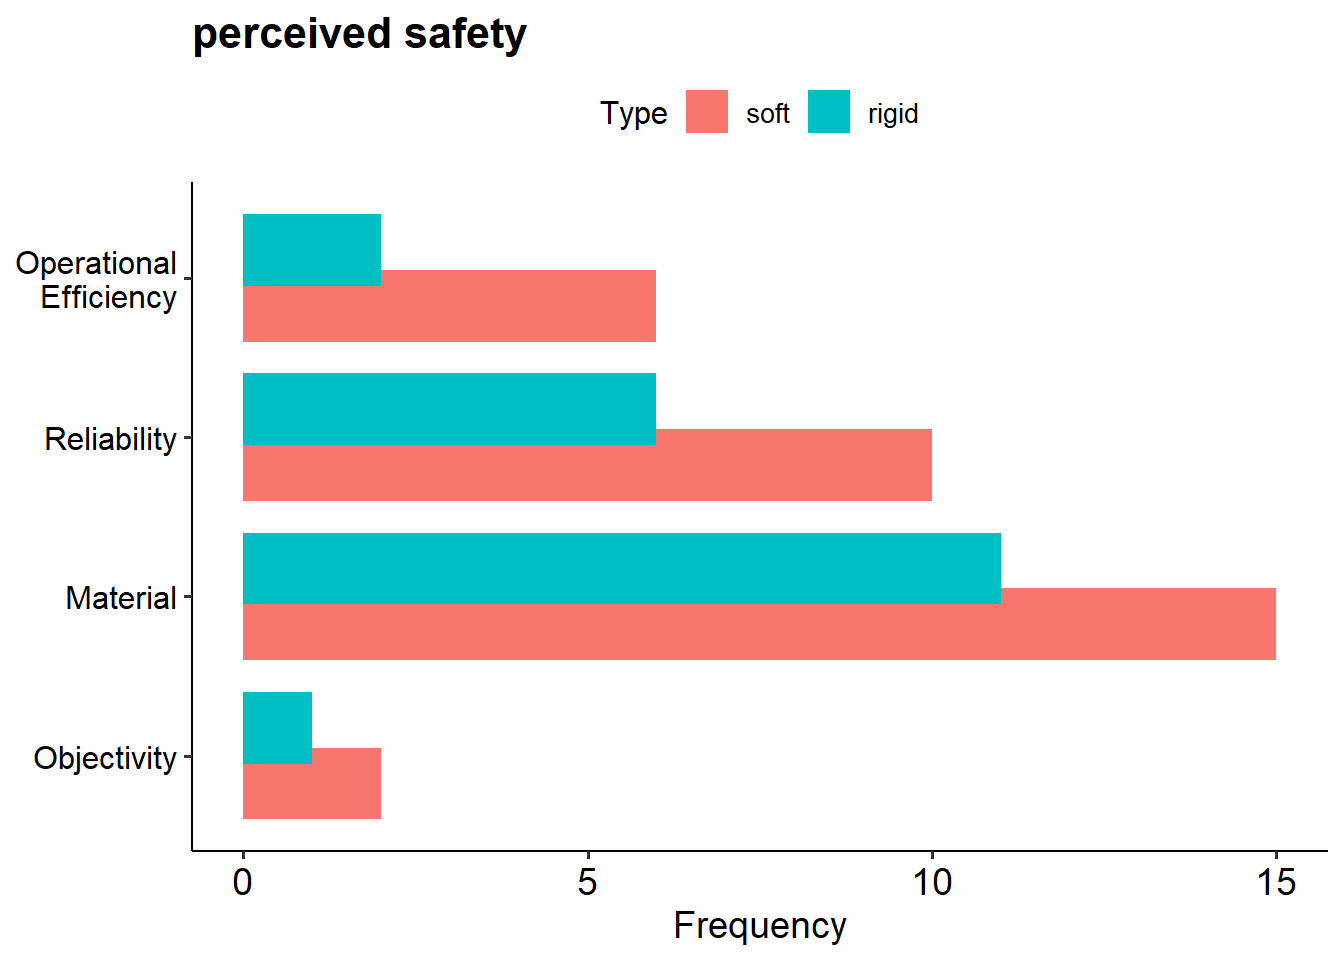 perceived safety
Type soft rigid
Operational
Efficiency
Reliability
Material
Objectivity
0 5 10 15
Frequency